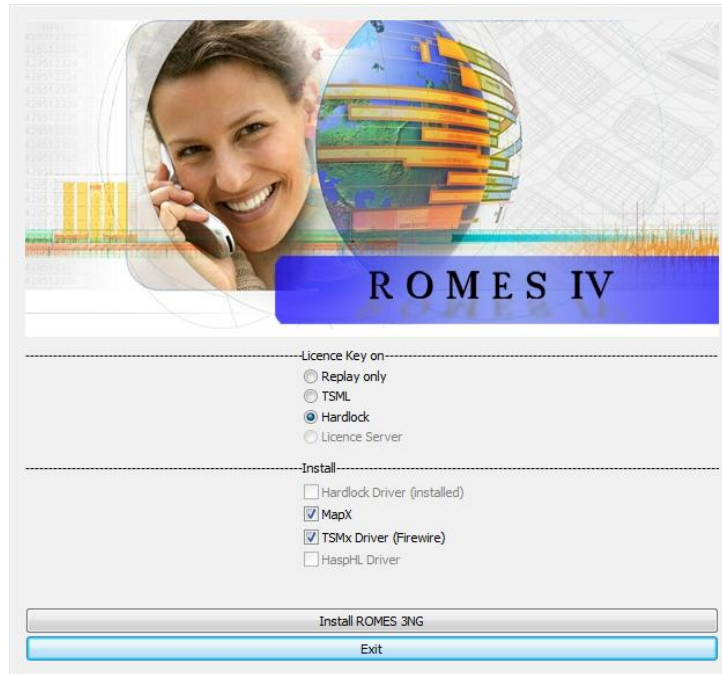 ROMES IV
Licence Key on
Replay only
TSML
Hardlock
Licence Server
Install
Hardlock Driver (installed)
MapX
TSMx Driver (Firewire)
HaspHL Driver
Install ROMES 3NG
Exit